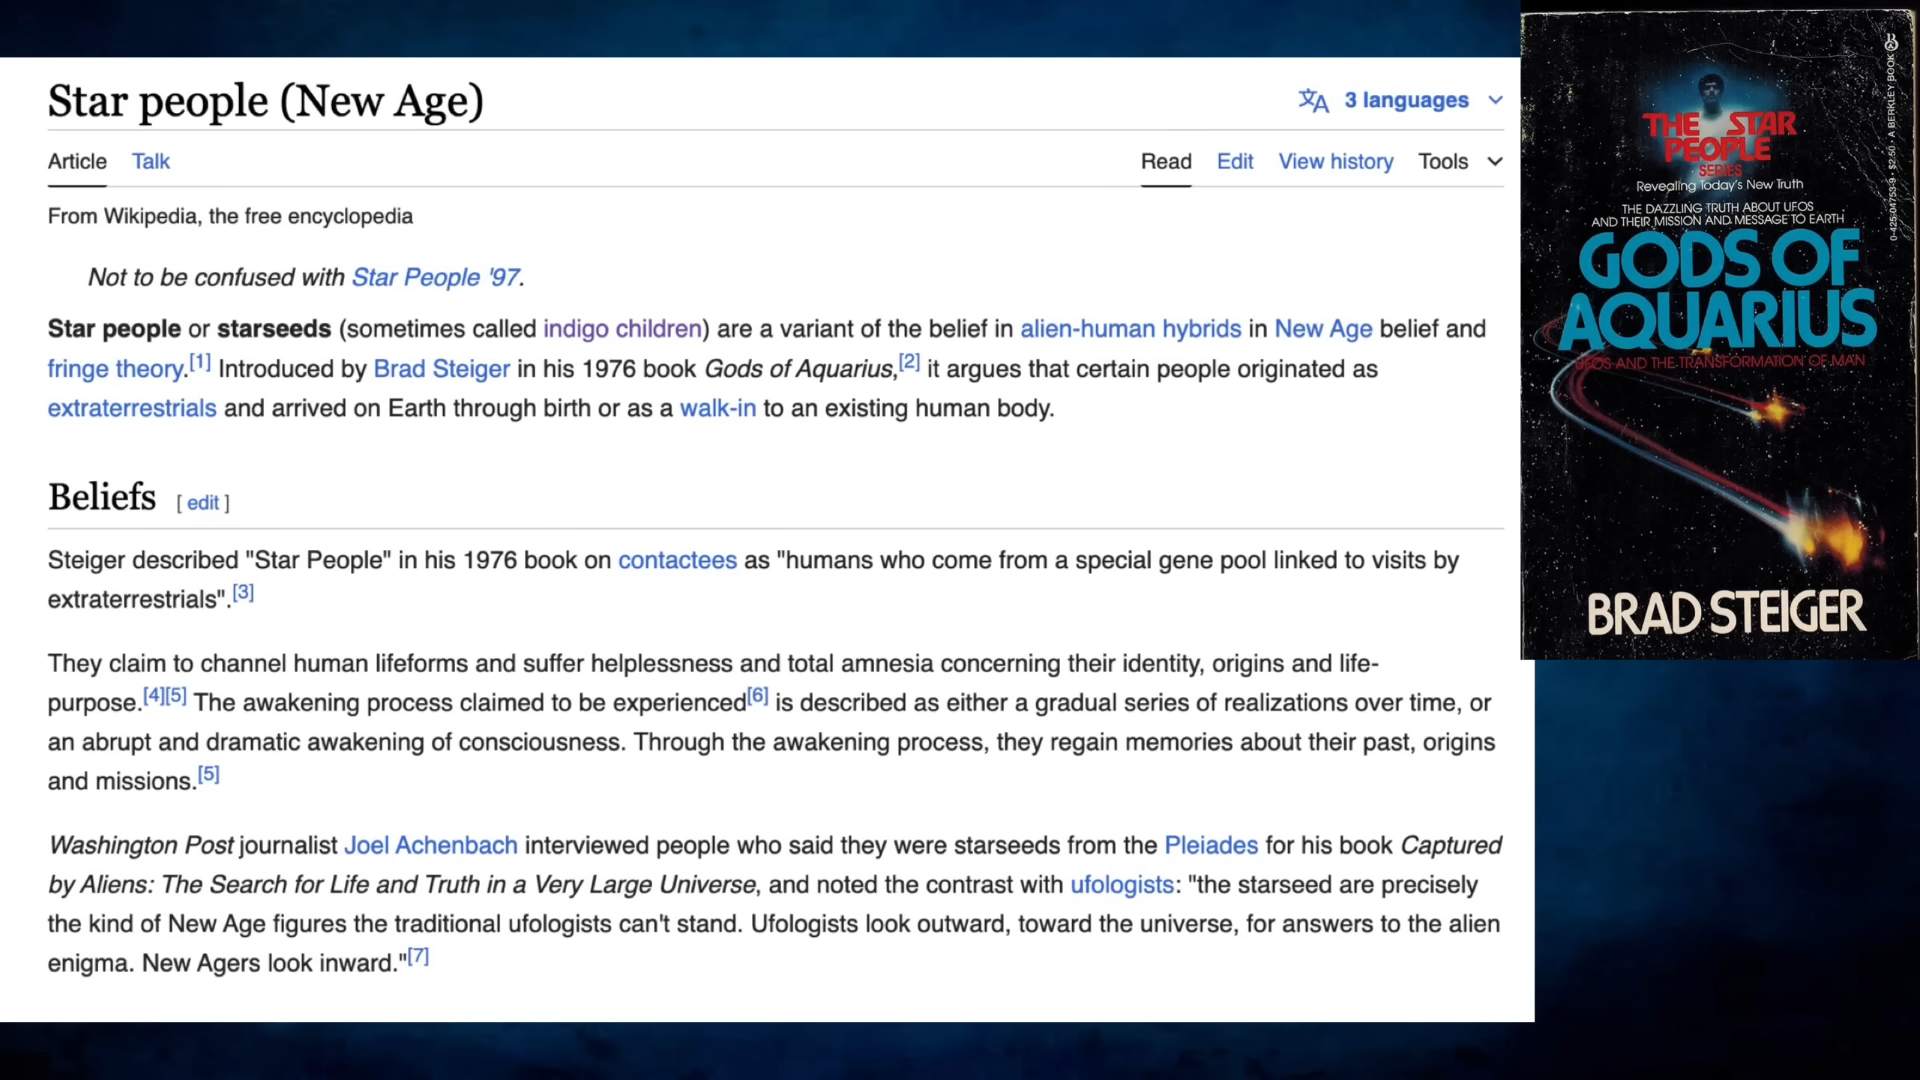 Star people (New Age)
3 languages
Article Talk
Read Edit View history Tools
From Wikipedia, the free encyclopedia
Not to be confused with Star People '97.
Star people or starseeds (sometimes called indigo children) are a variant of the belief in alien-human hybrids in New Age belief and
fringe theory.[1] Introduced by Brad Steiger in his 1976 book Gods of Aquarius,[2] it argues that certain people originated as
extraterrestrials and arrived on Earth through birth or as a walk-in to an existing human body.
Beliefs [ edit ]
Steiger described "Star People" in his 1976 book on contactees as "humans who come from a special gene pool linked to visits by
extraterrestrials".[3]
They claim to channel human lifeforms and suffer helplessness and total amnesia concerning their identity, origins and life-
purpose.[4][5] The awakening process claimed to be experienced[6] is described as either a gradual series of realizations over time, or
an abrupt and dramatic awakening of consciousness. Through the awakening process, they regain memories about their past, origins
and missions.[5]
Washington Post journalist Joel Achenbach interviewed people who said they were starseeds from the Pleiades for his book Captured
by Aliens: The Search for Life and Truth in a Very Large Universe, and noted the contrast with ufologists: "the starseed are precisely
the kind of New Age figures the traditional ufologists can't stand. Ufologists look outward, toward the universe, for answers to the alien
enigma. New Agers look inward."[7]
THE STAR
PEOPLE
SERIES
Revealing Today's New Truth
THE DAZZLING TRUTH ABOUT UFOS
AND THEIR MISSION AND MESSAGE TO EARTH
GODS OF
AQUARIUS
UFOS AND THE TRANSFORMATION OF MAN
BRAD STEIGER
0-425-04753-9 • $2.50 • A BERKLEY BOOK